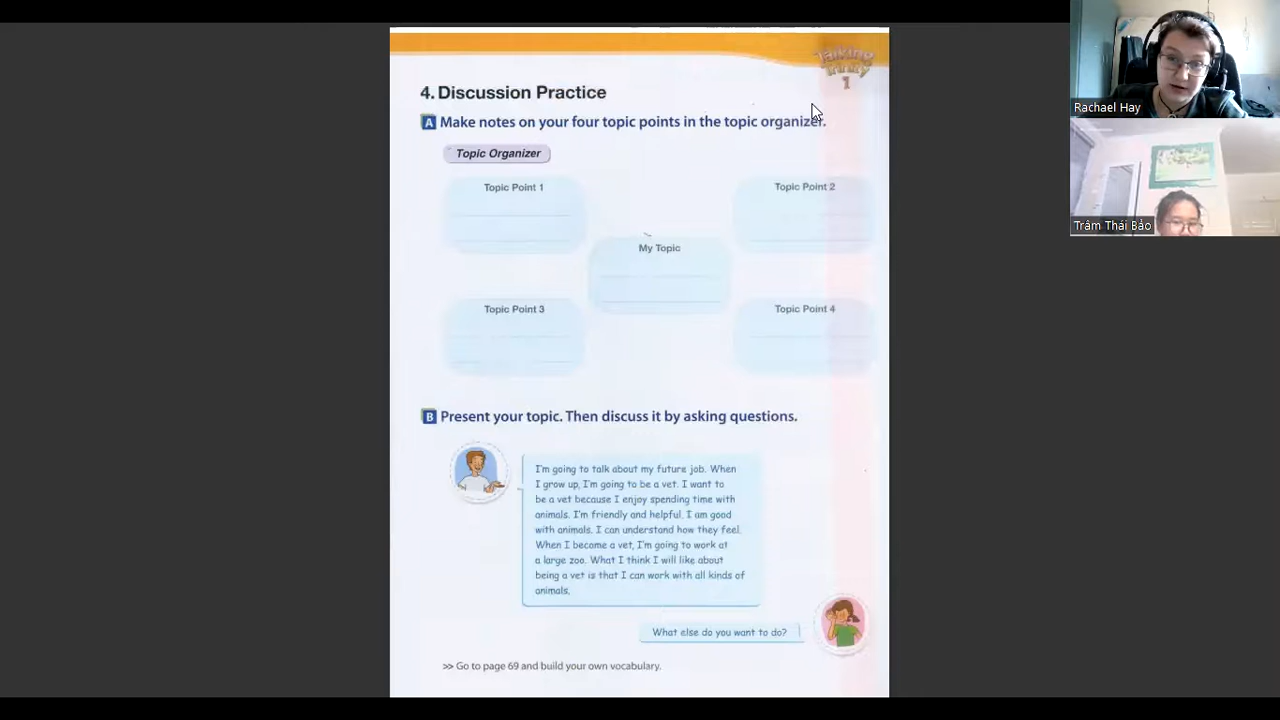 Talking
1
4. Discussion Practice
A Make notes on your four topic points in the topic organizer.
Topic Organizer
Topic Point 1
Topic Point 2
My Topic
Topic Point 3
Topic Point 4
B Present your topic. Then discuss it by asking questions.
I'm going to talk about my future job. When
I grow up, I'm going to be a vet. I want to
be a vet because I enjoy spending time with
animals. I'm friendly and helpful. I am good
with animals. I can understand how they feel.
When I become a vet, I'm going to work at
a large zoo. What I think I will like about
being a vet is that I can work with all kinds of
animals.
What else do you want to do?
>> Go to page 69 and build your own vocabulary.
Rachael Hay
Trâm Thái Bảo